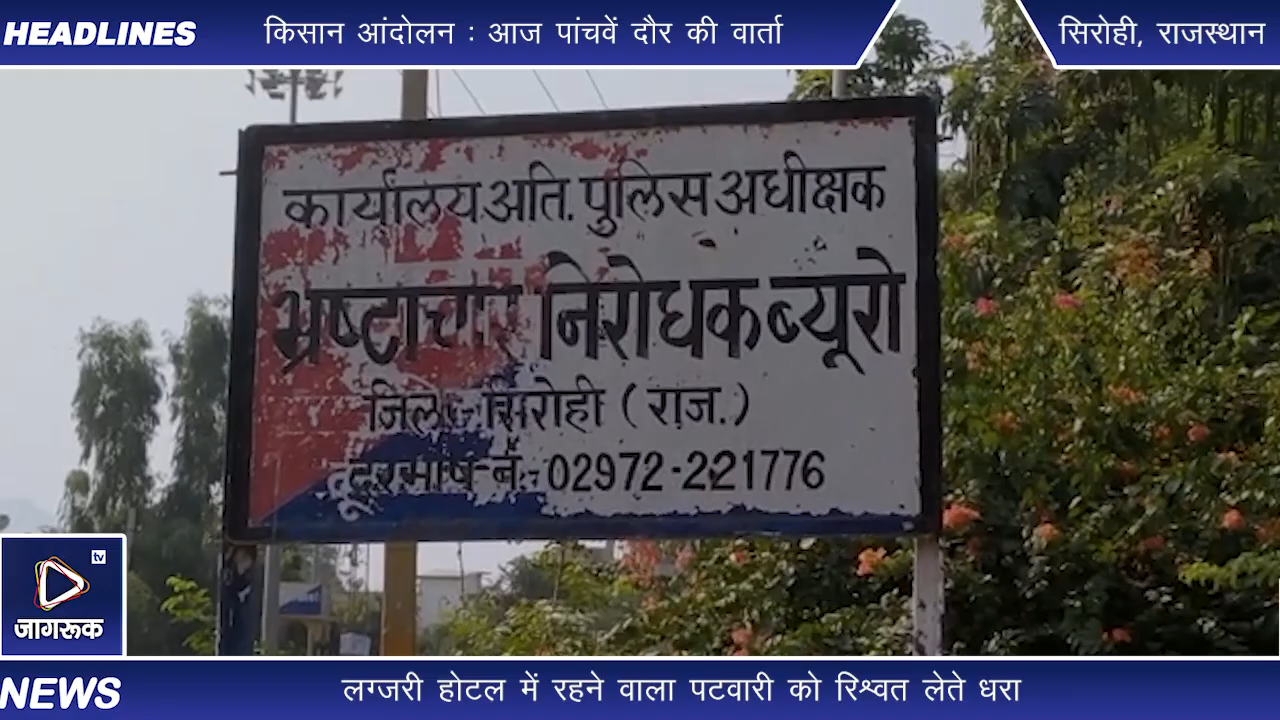 HEADLINES
किसान आंदोलन : आज पांचवें दौर की वार्ता
सिरोही, राजस्थान
कार्यालय अति. पुलिस अधीक्षक
भ्रष्टाचार निरोधक ब्यूरो
जिला - सिरोही ( राज. )
दूरभाष नं - 02972-221776
tv
जागरूक
NEWS
लग्जरी होटल में रहने वाला पटवारी को रिश्वत लेते धरा